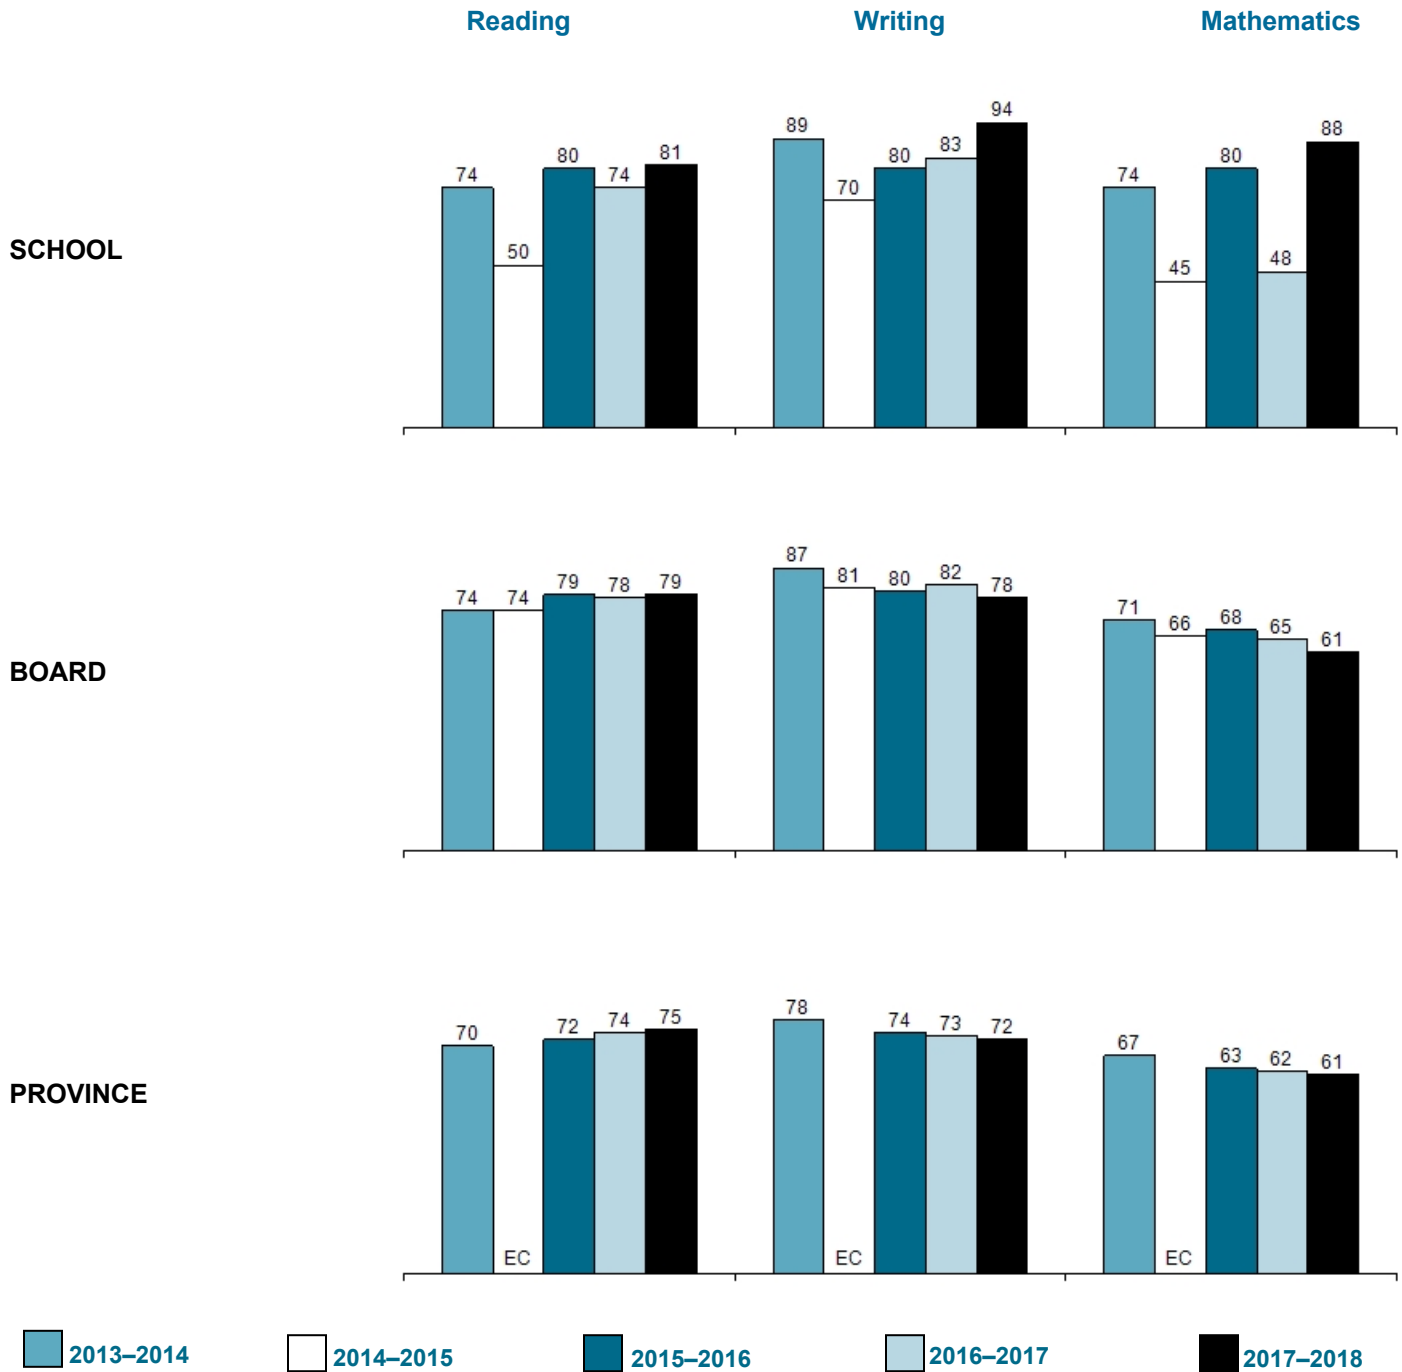 Reading Writing Mathematics
SCHOOL
74 50 80 74 81 89 70 80 83 94 74 45 80 48 88
BOARD
74 74 79 78 79 87 81 80 82 78 71 66 68 65 61
PROVINCE
70 EC 72 74 75 78 EC 74 73 72 67 EC 63 62 61
2013–2014 2014–2015 2015–2016 2016–2017 2017–2018